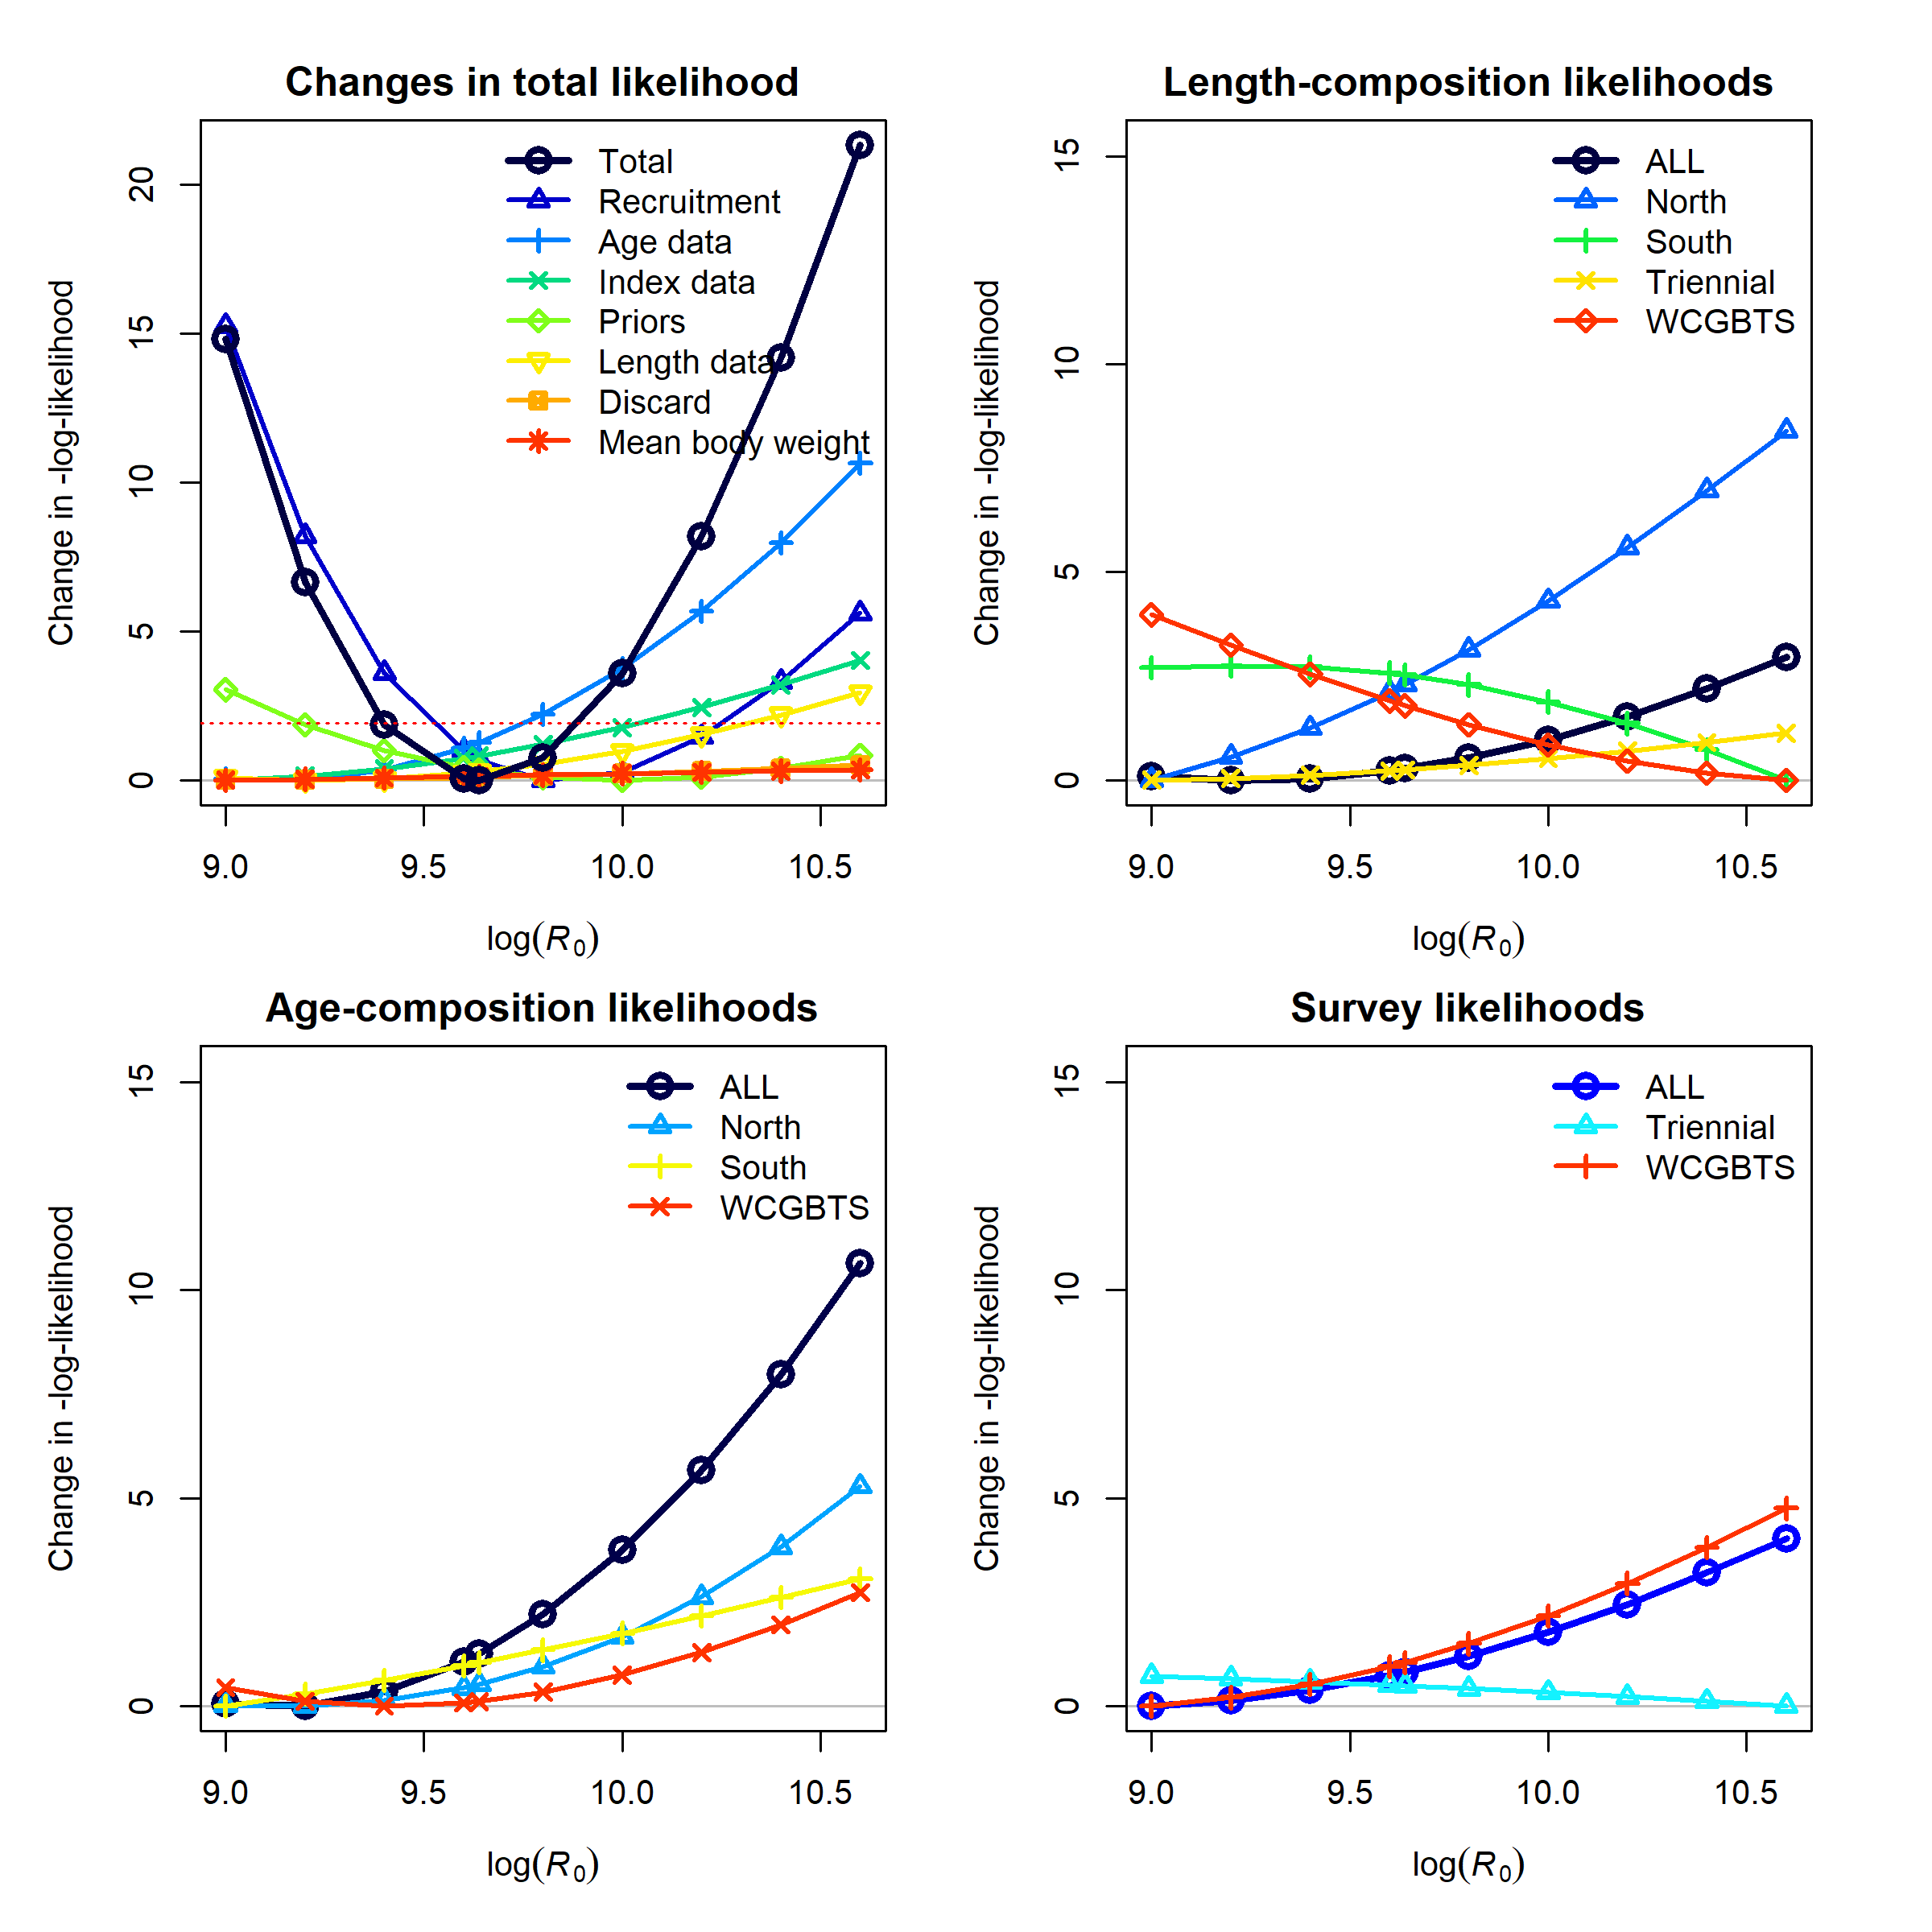 Changes in total likelihood
Change in -log-likelihood
20
15
10
5
0
Total
Recruitment
Age data
Index data
Priors
Length data
Discard
Mean body weight
9.0 9.5 10.0 10.5
log(R0)
Length-composition likelihoods
Change in -log-likelihood
15
10
5
0
ALL
North
South
Triennial
WCGBTS
9.0 9.5 10.0 10.5
log(R0)
Age-composition likelihoods
Change in -log-likelihood
15
10
5
0
ALL
North
South
WCGBTS
9.0 9.5 10.0 10.5
log(R0)
Survey likelihoods
Change in -log-likelihood
15
10
5
0
ALL
Triennial
WCGBTS
9.0 9.5 10.0 10.5
log(R0)